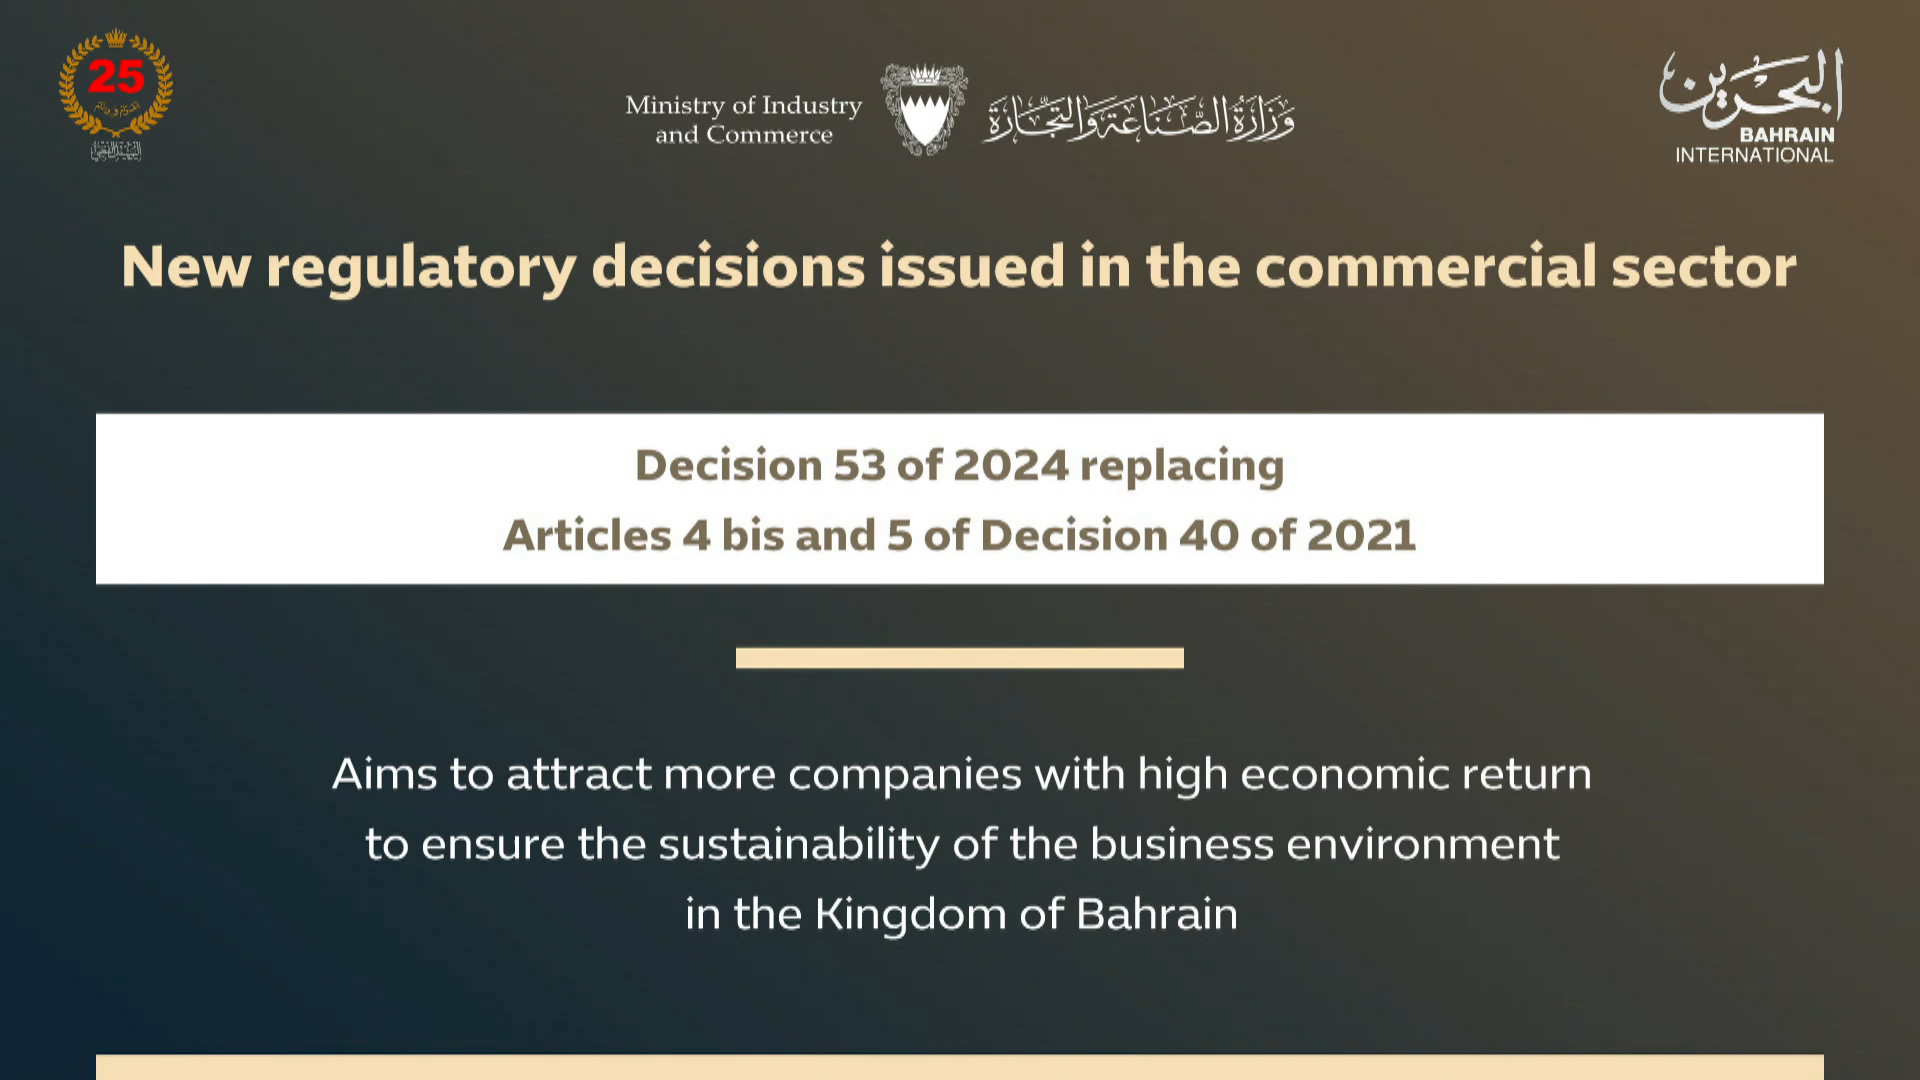 25
Ministry of Industry
and Commerce
وزارة الصناعة والتجارة
البحرين
BAHRAIN
INTERNATIONAL
New regulatory decisions issued in the commercial sector
Decision 53 of 2024 replacing
Articles 4 bis and 5 of Decision 40 of 2021
Aims to attract more companies with high economic return
to ensure the sustainability of the business environment
in the Kingdom of Bahrain